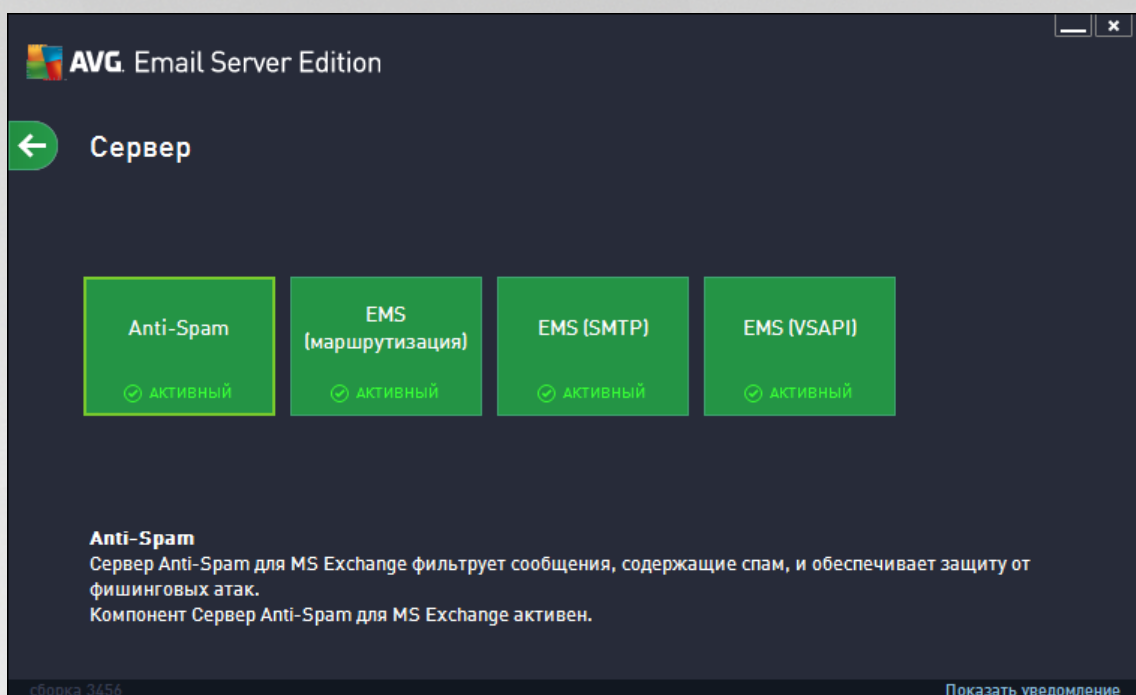 AVG. Email Server Edition
Сервер
Anti-Spam
АКТИВНЫЙ
EMS
(маршрутизация)
АКТИВНЫЙ
EMS (SMTP)
АКТИВНЫЙ
EMS (VSAPI)
АКТИВНЫЙ
Anti-Spam
Сервер Anti-Spam для MS Exchange фильтрует сообщения, содержащие спам, и обеспечивает защиту от
фишинговых атак.
Компонент Сервер Anti-Spam для MS Exchange активен.
сборка 3456
Показать уведомление